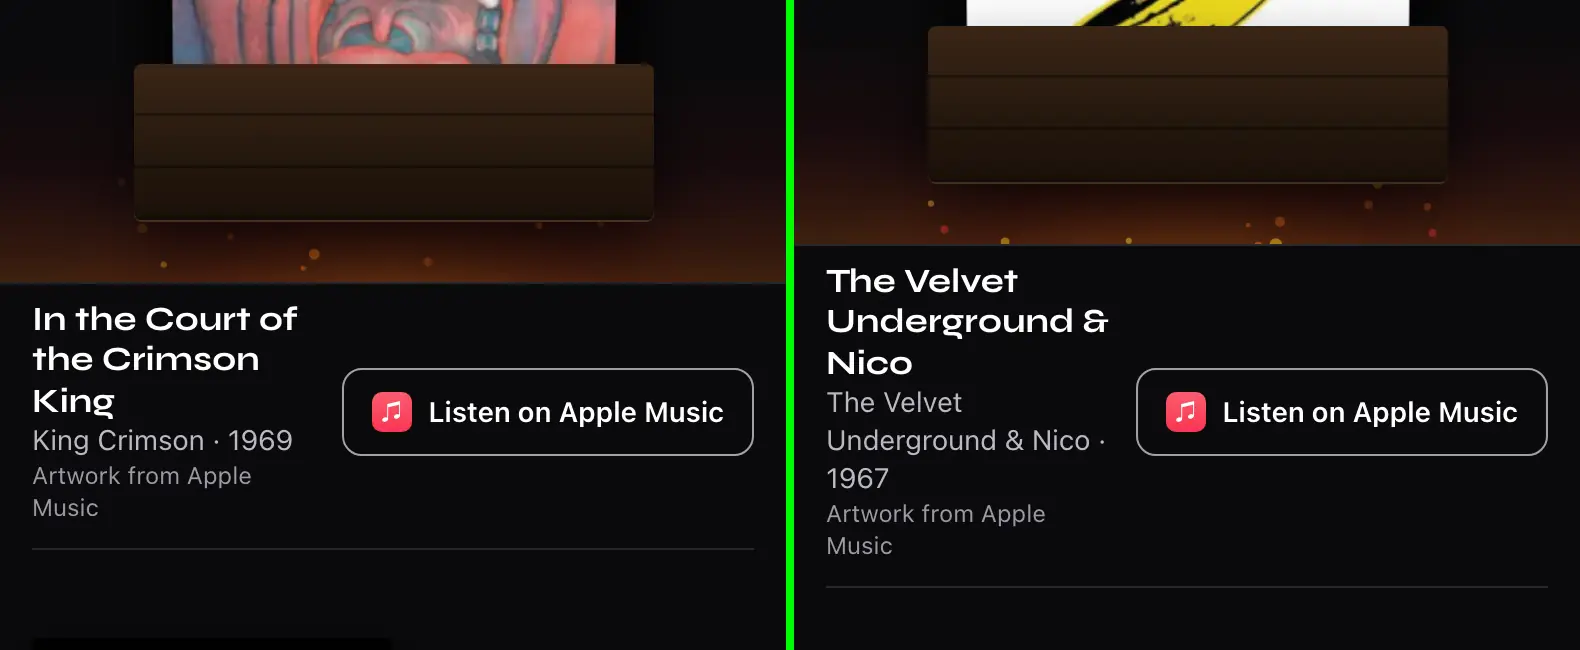 In the Court of
the Crimson
King
King Crimson · 1969
Artwork from Apple
Music
Listen on Apple Music
The Velvet
Underground &
Nico
The Velvet
Underground & Nico ·
1967
Artwork from Apple
Music
Listen on Apple Music